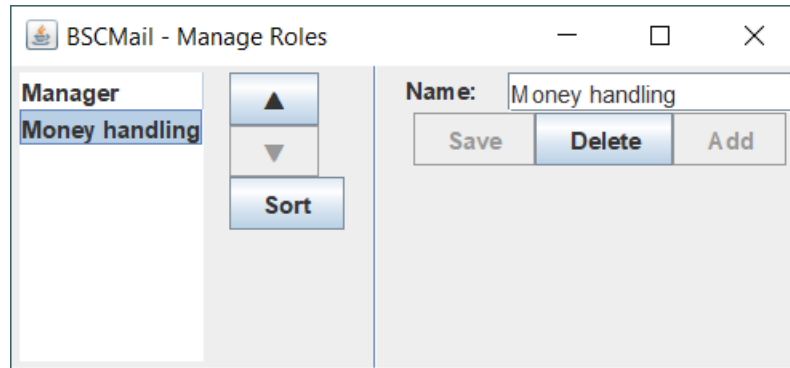 BSCMail - Manage Roles
Manager
Money handling
▲
▼
Sort
Name: Money handling
Save Delete Add